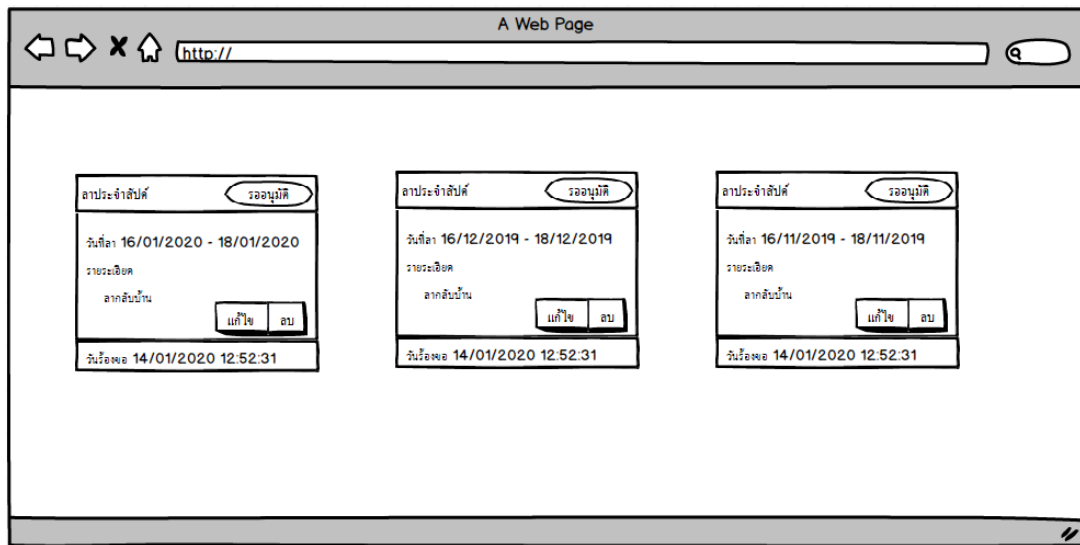 A Web Page
http://
ลาประจำสัปด์
รออนุมัติ
วันที่ลา 16/01/2020 - 18/01/2020
รายระเอียด
ลากลับบ้าน
แก้ไข
ลบ
วันร้องขอ 14/01/2020 12:52:31
ลาประจำสัปด์
รออนุมัติ
วันที่ลา 16/12/2019 - 18/12/2019
รายระเอียด
ลากลับบ้าน
แก้ไข
ลบ
วันร้องขอ 14/01/2020 12:52:31
ลาประจำสัปด์
รออนุมัติ
วันที่ลา 16/11/2019 - 18/11/2019
รายระเอียด
ลากลับบ้าน
แก้ไข
ลบ
วันร้องขอ 14/01/2020 12:52:31